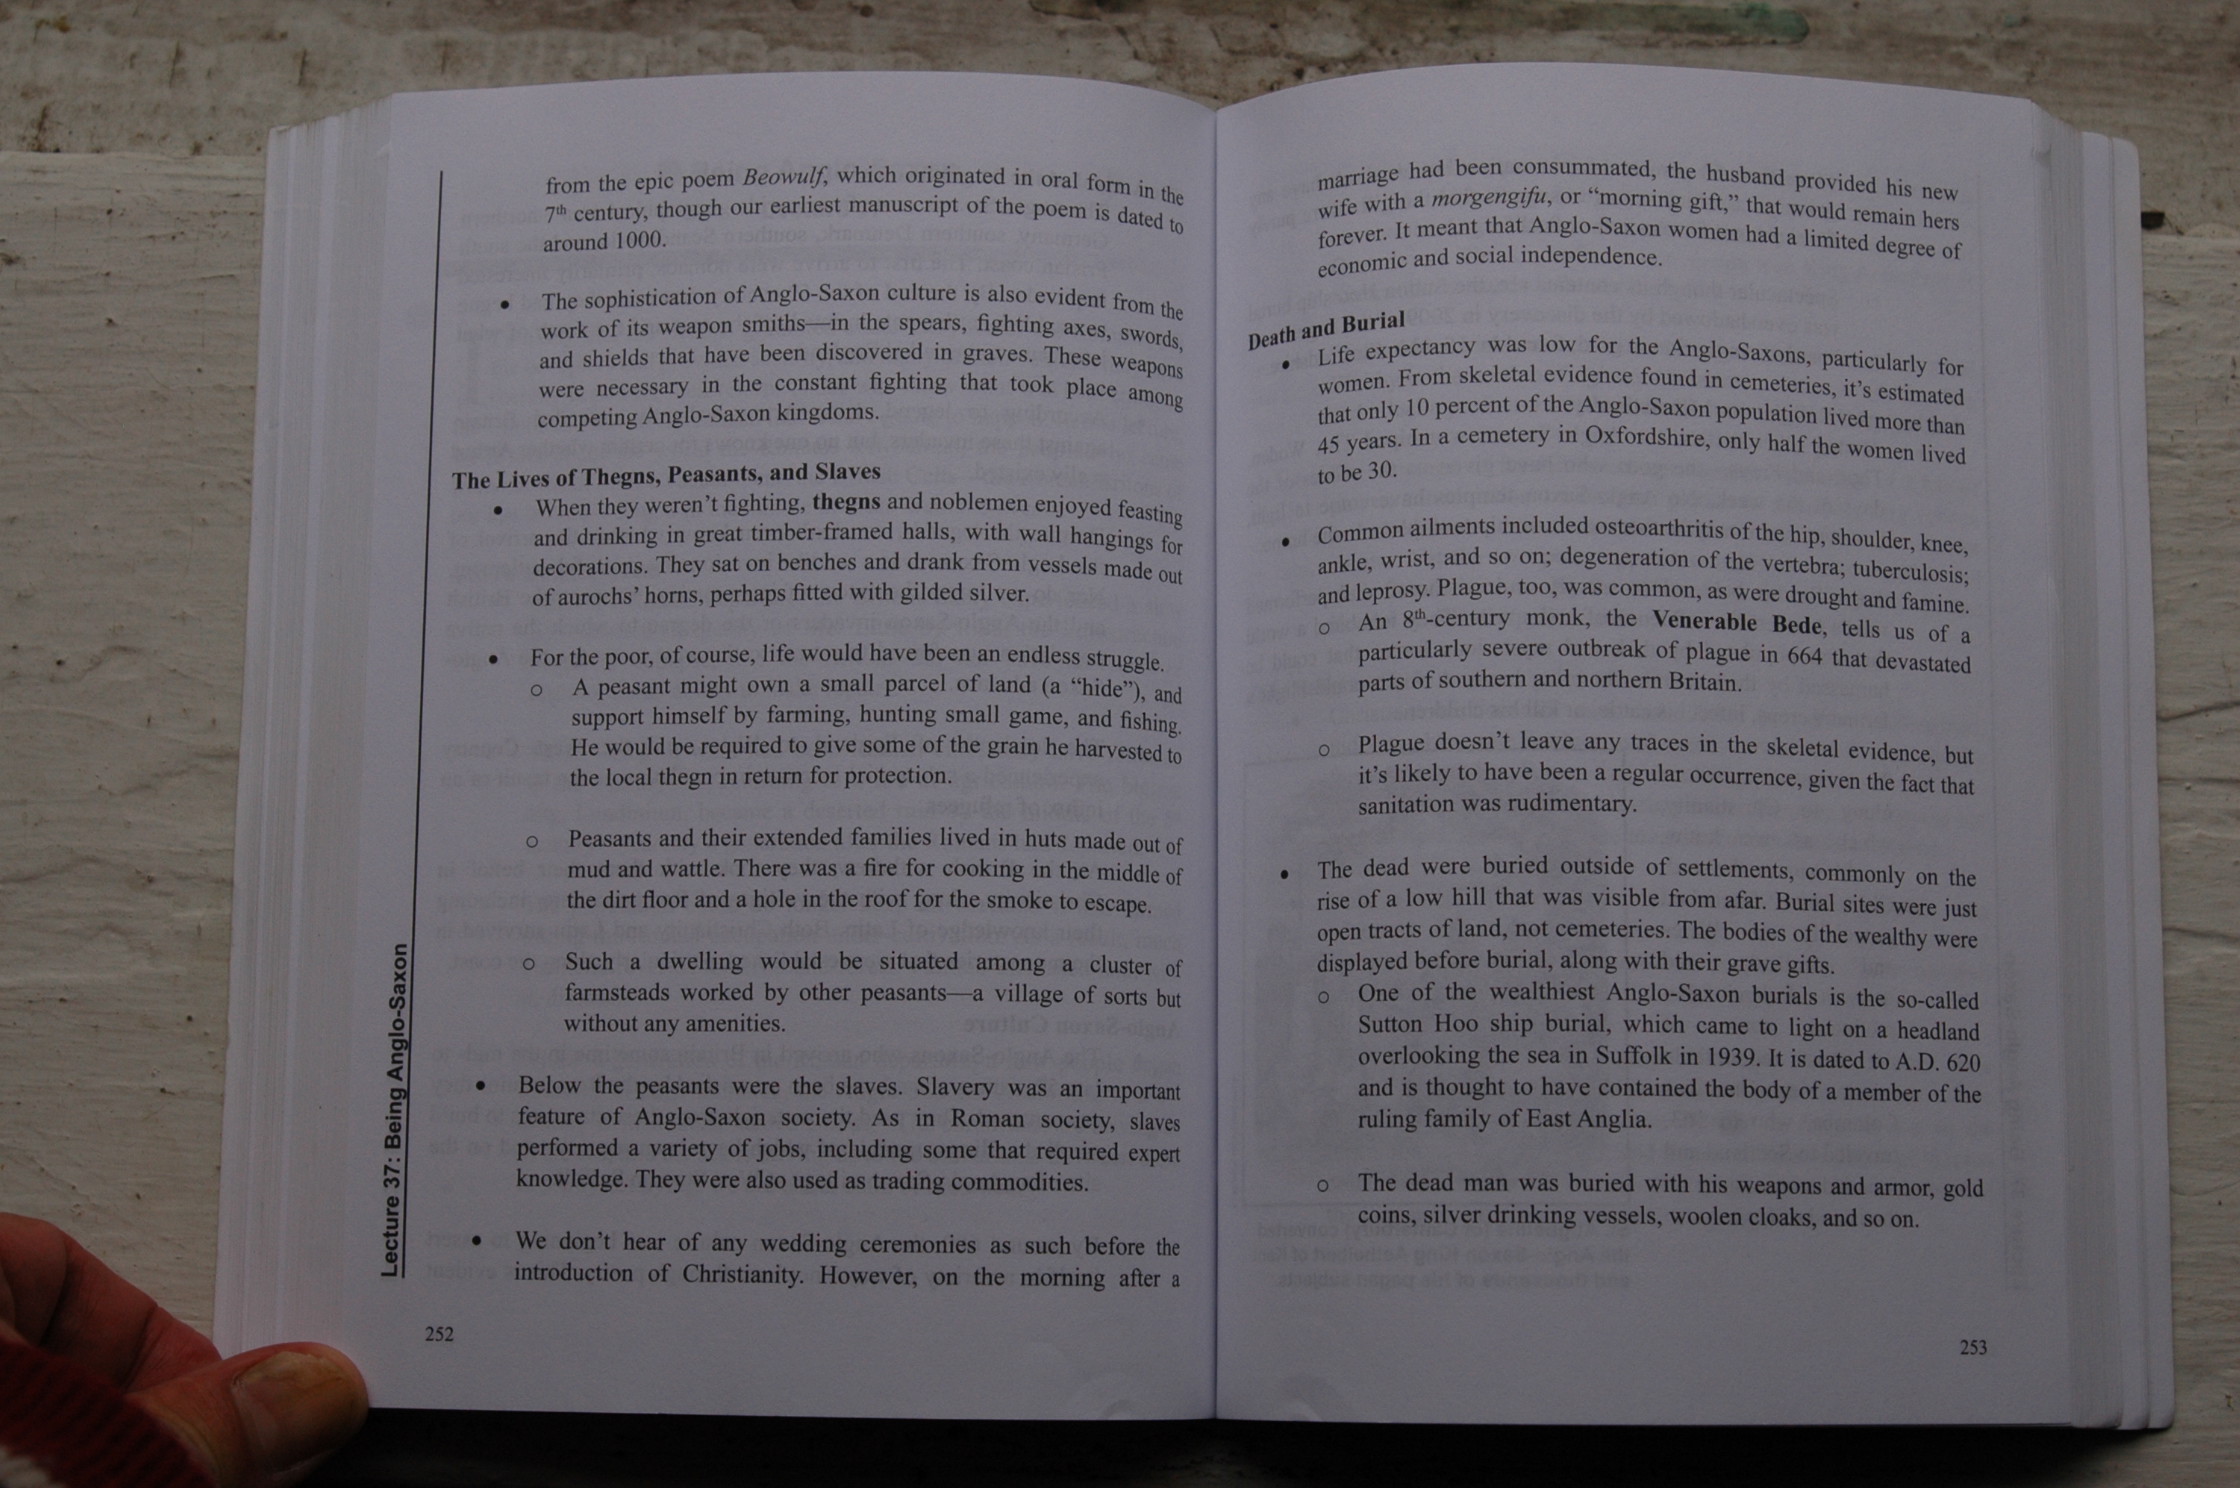 from the epic poem Beowulf, which originated in oral form in the
7th century, though our earliest manuscript of the poem is dated to
around 1000.
• The sophistication of Anglo-Saxon culture is also evident from the
work of its weapon smiths—in the spears, fighting axes, swords,
and shields that have been discovered in graves. These weapons
were necessary in the constant fighting that took place among
competing Anglo-Saxon kingdoms.
The Lives of Thegns, Peasants, and Slaves
• When they weren't fighting, thegns and noblemen enjoyed feasting
and drinking in great timber-framed halls, with wall hangings for
decorations. They sat on benches and drank from vessels made out
of aurochs' horns, perhaps fitted with gilded silver.
• For the poor, of course, life would have been an endless struggle.
o A peasant might own a small parcel of land (a “hide”), and
support himself by farming, hunting small game, and fishing.
He would be required to give some of the grain he harvested to
the local thegn in return for protection.
o Peasants and their extended families lived in huts made out of
mud and wattle. There was a fire for cooking in the middle of
the dirt floor and a hole in the roof for the smoke to escape.
o Such a dwelling would be situated among a cluster of
farmsteads worked by other peasants—a village of sorts but
without any amenities.
• Below the peasants were the slaves. Slavery was an important
feature of Anglo-Saxon society. As in Roman society, slaves
performed a variety of jobs, including some that required expert
knowledge. They were also used as trading commodities.
• We don't hear of any wedding ceremonies as such before the
introduction of Christianity. However, on the morning after a
Lecture 37: Being Anglo-Saxon
252
marriage had been consummated, the husband provided his new
wife with a morgengifu, or “morning gift,” that would remain hers
forever. It meant that Anglo-Saxon women had a limited degree of
economic and social independence.
Death and Burial
• Life expectancy was low for the Anglo-Saxons, particularly for
women. From skeletal evidence found in cemeteries, it's estimated
that only 10 percent of the Anglo-Saxon population lived more than
45 years. In a cemetery in Oxfordshire, only half the women lived
to be 30.
• Common ailments included osteoarthritis of the hip, shoulder, knee,
ankle, wrist, and so on; degeneration of the vertebra; tuberculosis;
and leprosy. Plague, too, was common, as were drought and famine.
o An 8th-century monk, the Venerable Bede, tells us of a
particularly severe outbreak of plague in 664 that devastated
parts of southern and northern Britain.
o Plague doesn't leave any traces in the skeletal evidence, but
it's likely to have been a regular occurrence, given the fact that
sanitation was rudimentary.
• The dead were buried outside of settlements, commonly on the
rise of a low hill that was visible from afar. Burial sites were just
open tracts of land, not cemeteries. The bodies of the wealthy were
displayed before burial, along with their grave gifts.
o One of the wealthiest Anglo-Saxon burials is the so-called
Sutton Hoo ship burial, which came to light on a headland
overlooking the sea in Suffolk in 1939. It is dated to A.D. 620
and is thought to have contained the body of a member of the
ruling family of East Anglia.
o The dead man was buried with his weapons and armor, gold
coins, silver drinking vessels, woolen cloaks, and so on.
253